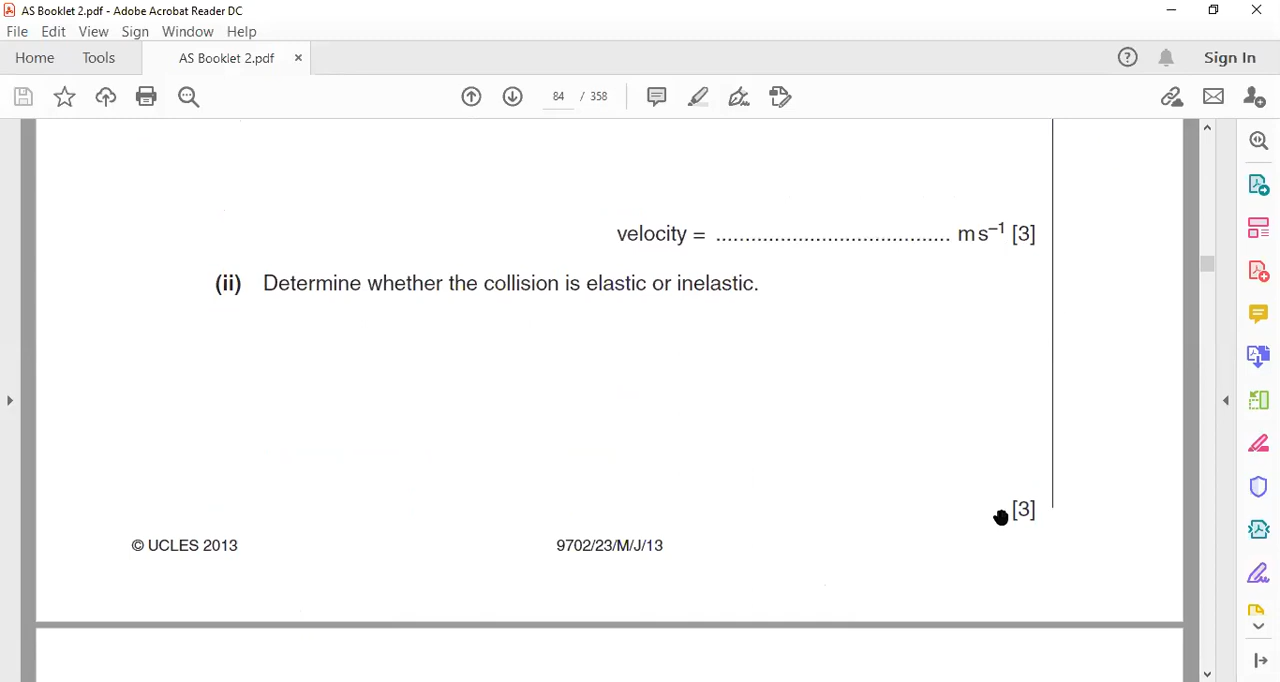 AS Booklet 2.pdf - Adobe Acrobat Reader DC
File Edit View Sign Window Help
Home Tools AS Booklet 2.pdf × Sign In
84 / 358
velocity = ........................................ m s⁻¹ [3]
(ii) Determine whether the collision is elastic or inelastic.
[3]
© UCLES 2013 9702/23/M/J/13